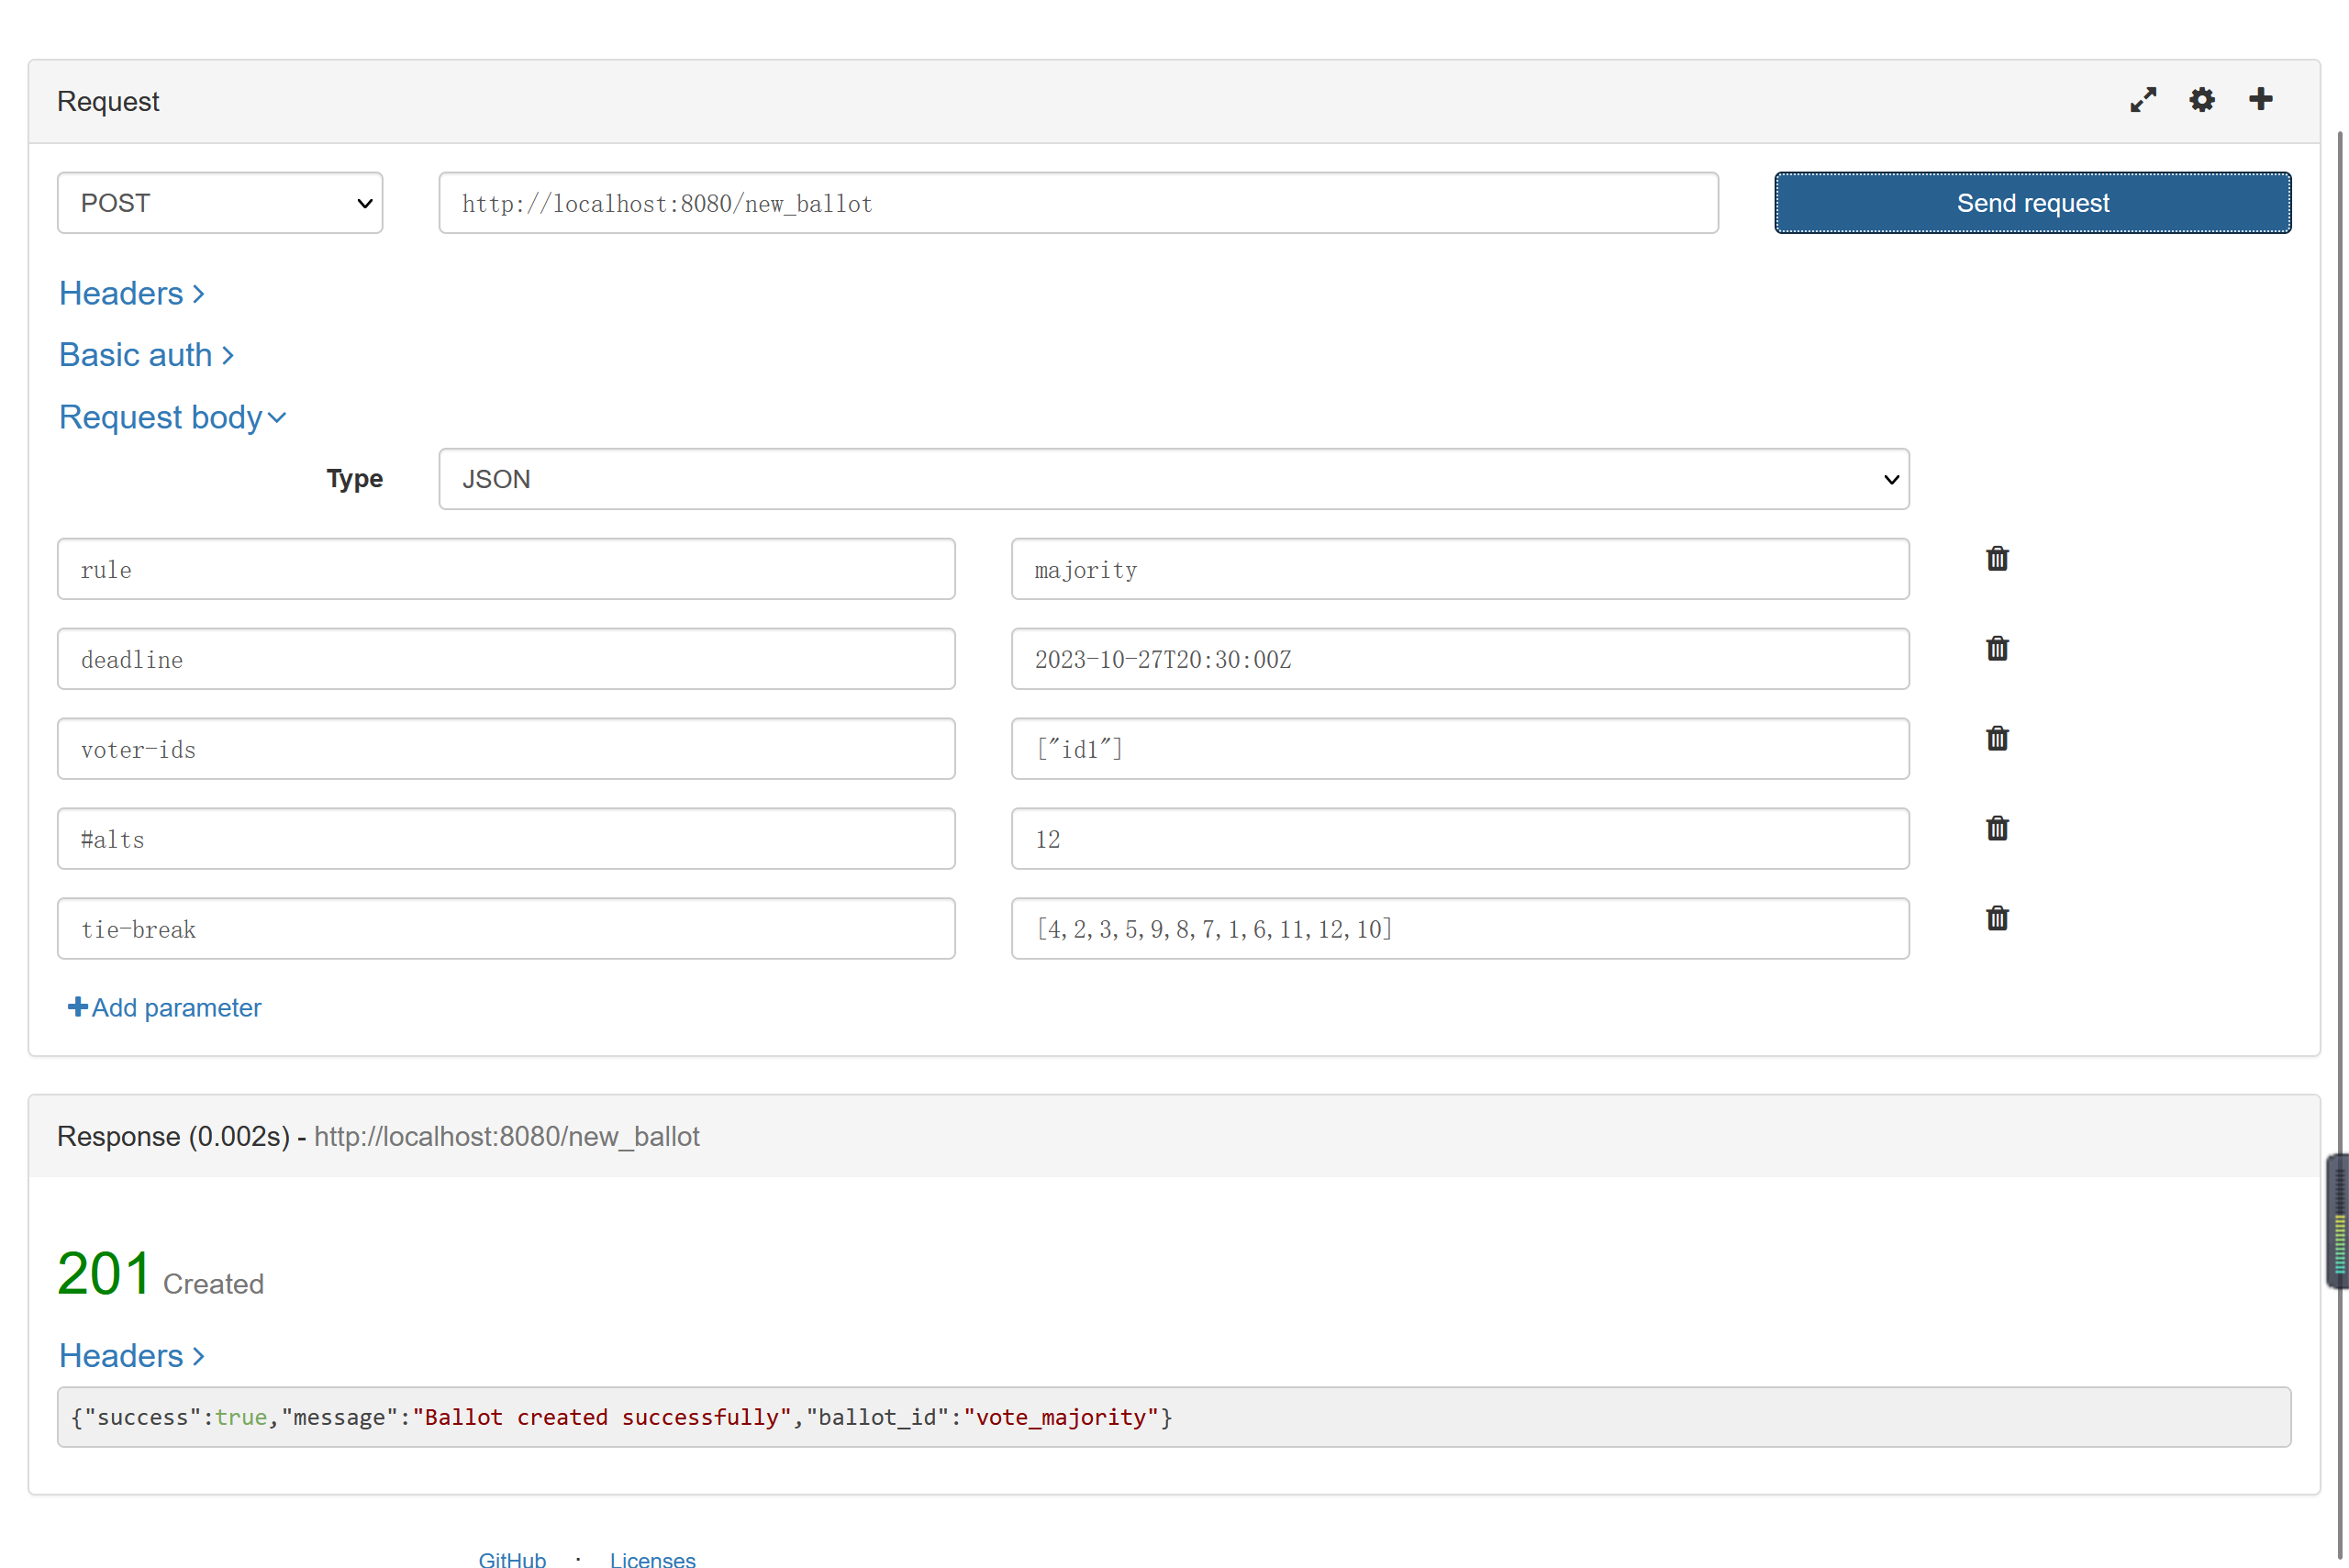 Request
POST http://localhost:8080/new_ballot Send request
Headers
Basic auth
Request body
Type JSON
rule majority
deadline 2023-10-27T20:30:00Z
voter-ids ["id1"]
#alts 12
tie-break [4,2,3,5,9,8,7,1,6,11,12,10]
Add parameter
Response (0.002s) - http://localhost:8080/new_ballot
201 Created
Headers
{"success":true,"message":"Ballot created successfully","ballot_id":"vote_majority"}
GitHub · Licenses